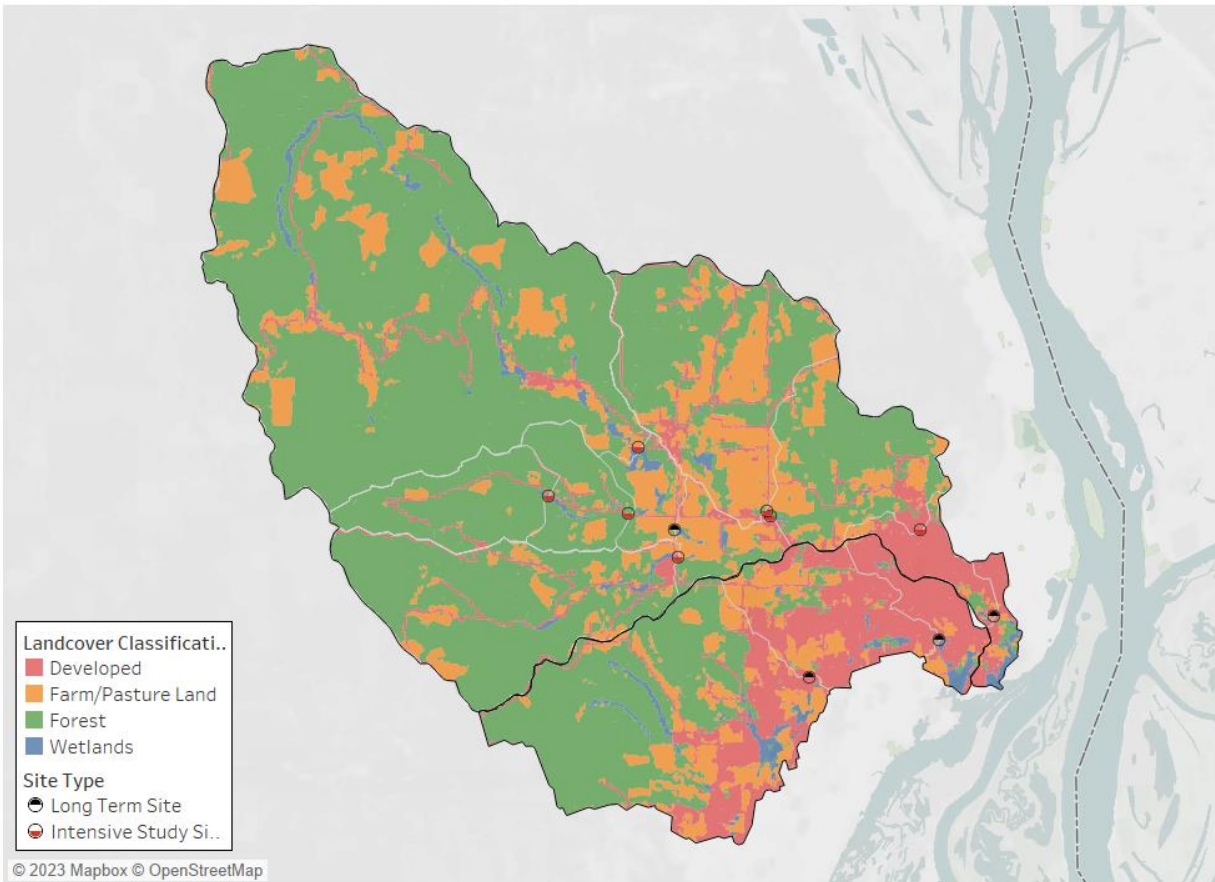 Landcover Classificati..
Developed
Farm/Pasture Land
Forest
Wetlands
Site Type
Long Term Site
Intensive Study Si..
© 2023 Mapbox © OpenStreetMap